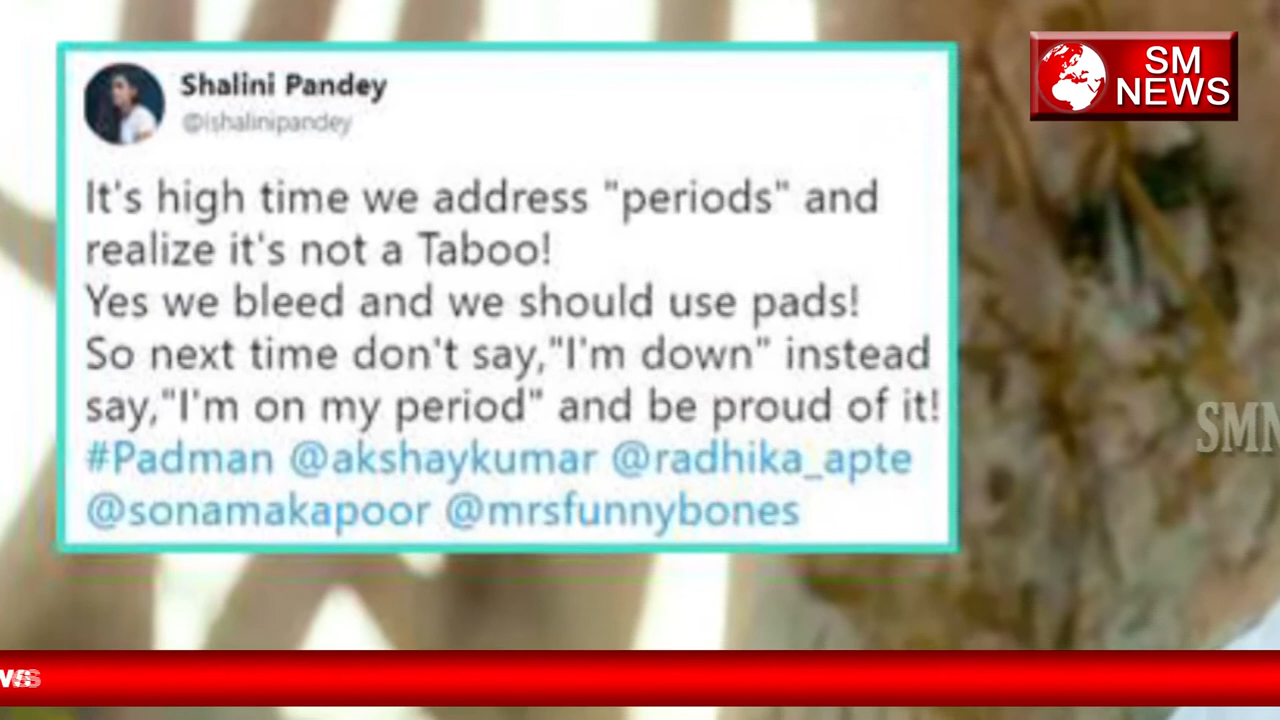 Shalini Pandey
@ishalinipandey
It's high time we address "periods" and
realize it's not a Taboo!
Yes we bleed and we should use pads!
So next time don't say,"I'm down" instead
say,"I'm on my period" and be proud of it!
#Padman @akshaykumar @radhika_apte
@sonamakapoor @mrsfunnybones
SM
NEWS
SMN